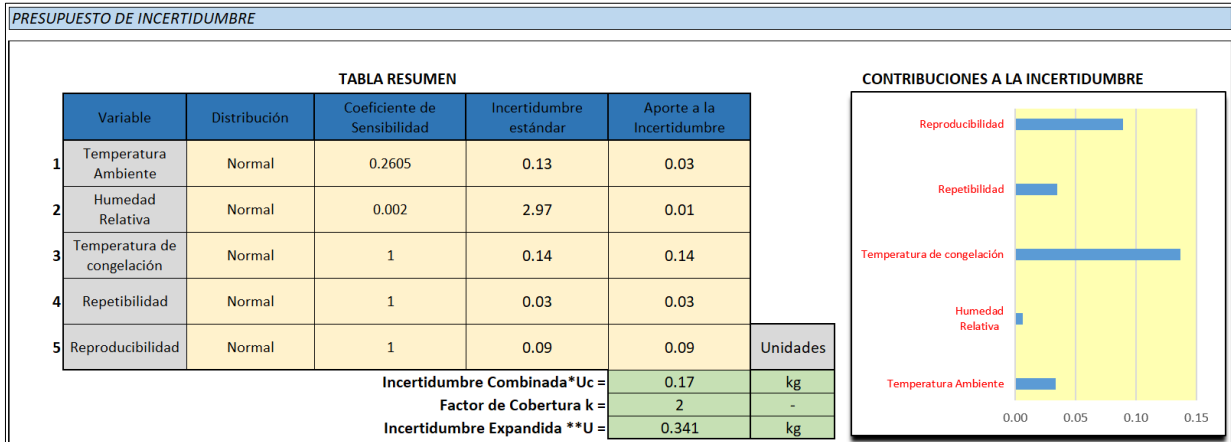 PRESUPUESTO DE INCERTIDUMBRE
TABLA RESUMEN
Variable Distribución Coeficiente de Sensibilidad Incertidumbre estándar Aporte a la Incertidumbre
1 Temperatura Ambiente Normal 0.2605 0.13 0.03
2 Humedad Relativa Normal 0.002 2.97 0.01
3 Temperatura de congelación Normal 1 0.14 0.14
4 Repetibilidad Normal 1 0.03 0.03
5 Reproducibilidad Normal 1 0.09 0.09 Unidades
Incertidumbre Combinada*Uc = 0.17 kg
Factor de Cobertura k = 2 -
Incertidumbre Expandida **U = 0.341 kg
CONTRIBUCIONES A LA INCERTIDUMBRE
Reproducibilidad
Repetibilidad
Temperatura de congelación
Humedad
Relativa
Temperatura Ambiente
0.00 0.05 0.10 0.15